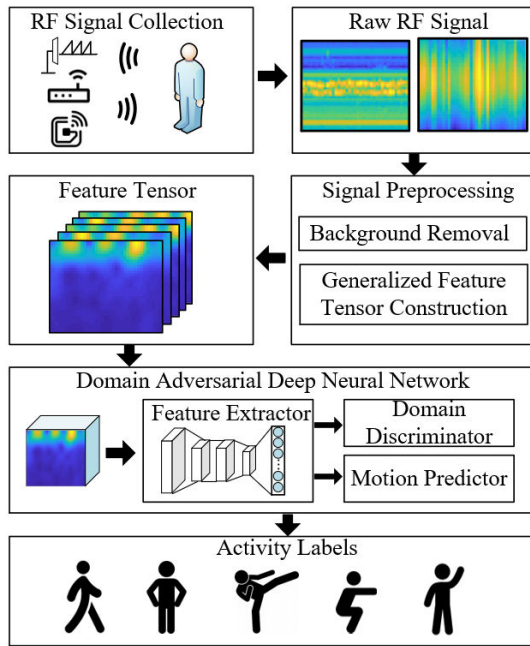 RF Signal Collection
Raw RF Signal
Signal Preprocessing
Background Removal
Generalized Feature
Tensor Construction
Feature Tensor
Domain Adversarial Deep Neural Network
Feature Extractor
Domain
Discriminator
Motion Predictor
Activity Labels